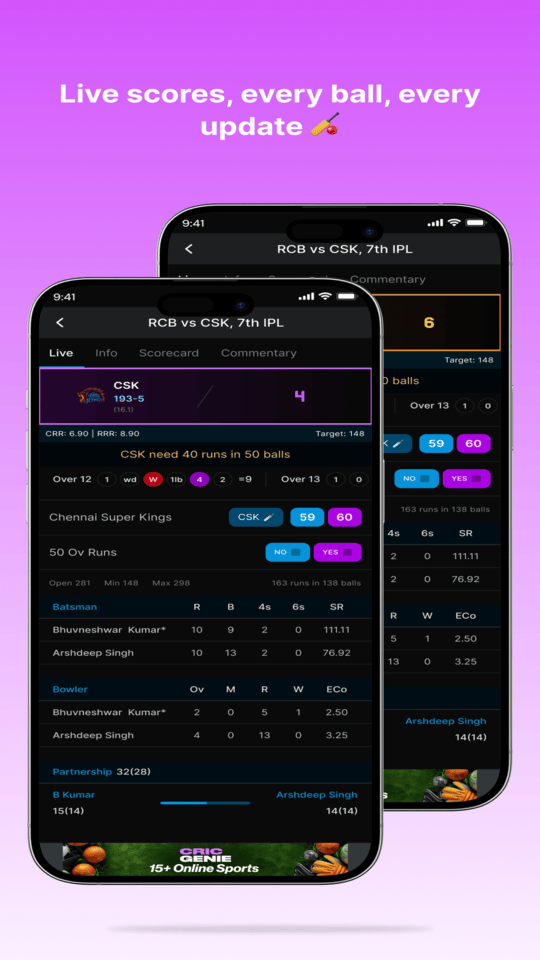 Live scores, every ball, every
update
9:41
RCB vs CSK, 7th IPL
Commentary
6
Target: 148
0 balls
Over 13 1 0
59 60
NO YES
163 runs in 138 balls
4s 6s SR
2 0 111.11
2 0 76.92
R W ECo
5 1 2.50
13 0 3.25
Arshdeep Singh
14(14)
9:41
RCB vs CSK, 7th IPL
Live Info Scorecard Commentary
CSK
193-5
(16.1)
4
CRR: 6.90 | RRR: 8.90 Target: 148
CSK need 40 runs in 50 balls
Over 12 1 wd W 1lb 4 2 =9 Over 13 1 0
Chennai Super Kings CSK 59 60
50 Ov Runs NO YES
Open 281 Min 148 Max 298 163 runs in 138 balls
Batsman R B 4s 6s SR
Bhuvneshwar Kumar* 10 9 2 0 111.11
Arshdeep Singh 10 13 2 0 76.92
Bowler Ov M R W ECo
Bhuvneshwar Kumar* 2 0 5 1 2.50
Arshdeep Singh 4 0 13 0 3.25
Partnership 32(28)
B Kumar Arshdeep Singh
15(14) 14(14)
CRIC
GENIE
15+ Online Sports